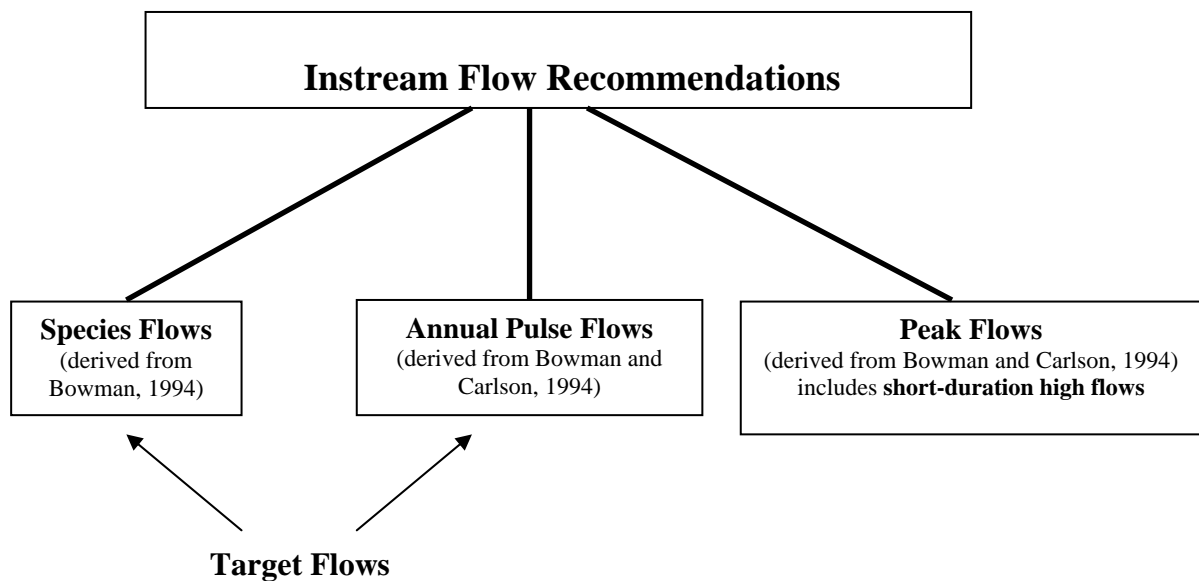 Instream Flow Recommendations
Species Flows
(derived from
Bowman, 1994)
Annual Pulse Flows
(derived from Bowman and
Carlson, 1994)
Peak Flows
(derived from Bowman and Carlson, 1994)
includes short-duration high flows
Target Flows